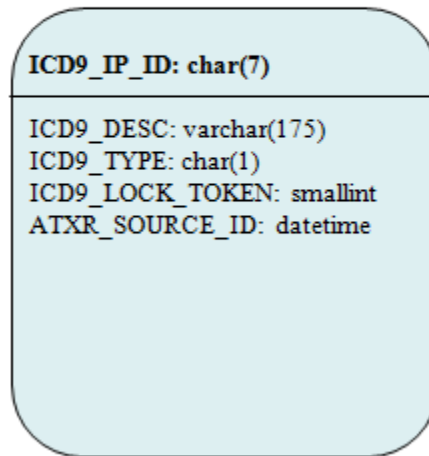 ICD9_IP_ID: char(7)
ICD9_DESC: varchar(175)
ICD9_TYPE: char(1)
ICD9_LOCK_TOKEN: smallint
ATXR_SOURCE_ID: datetime